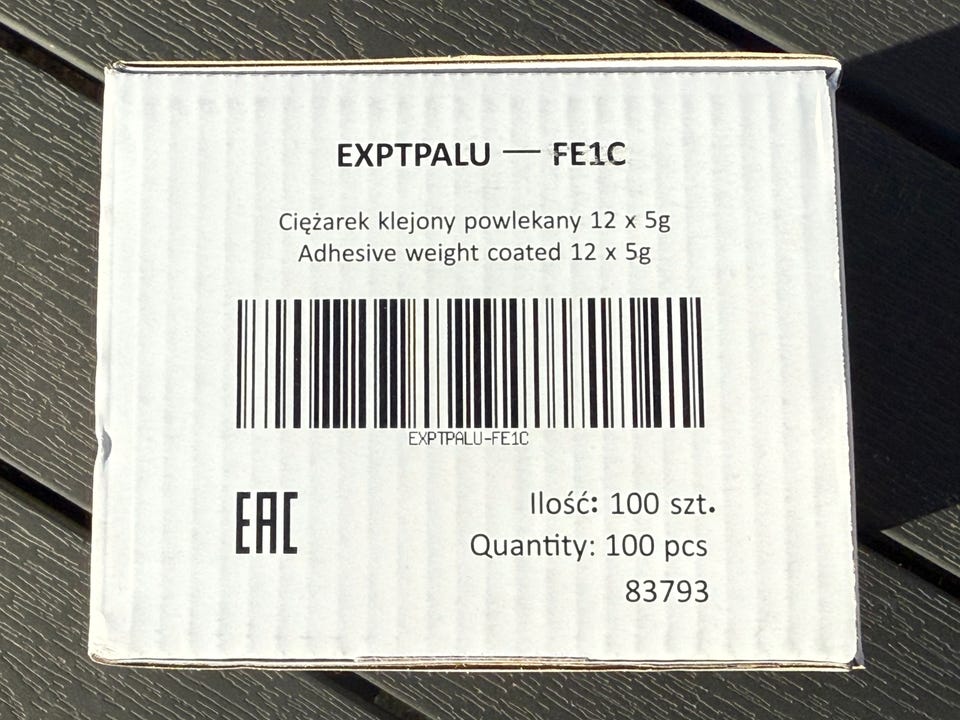 EXPTPALU — FE1C
Ciężarek klejony powlekany 12 x 5g
Adhesive weight coated 12 x 5g
EXPTPALU-FE1C
EAC
Ilość: 100 szt.
Quantity: 100 pcs
83793